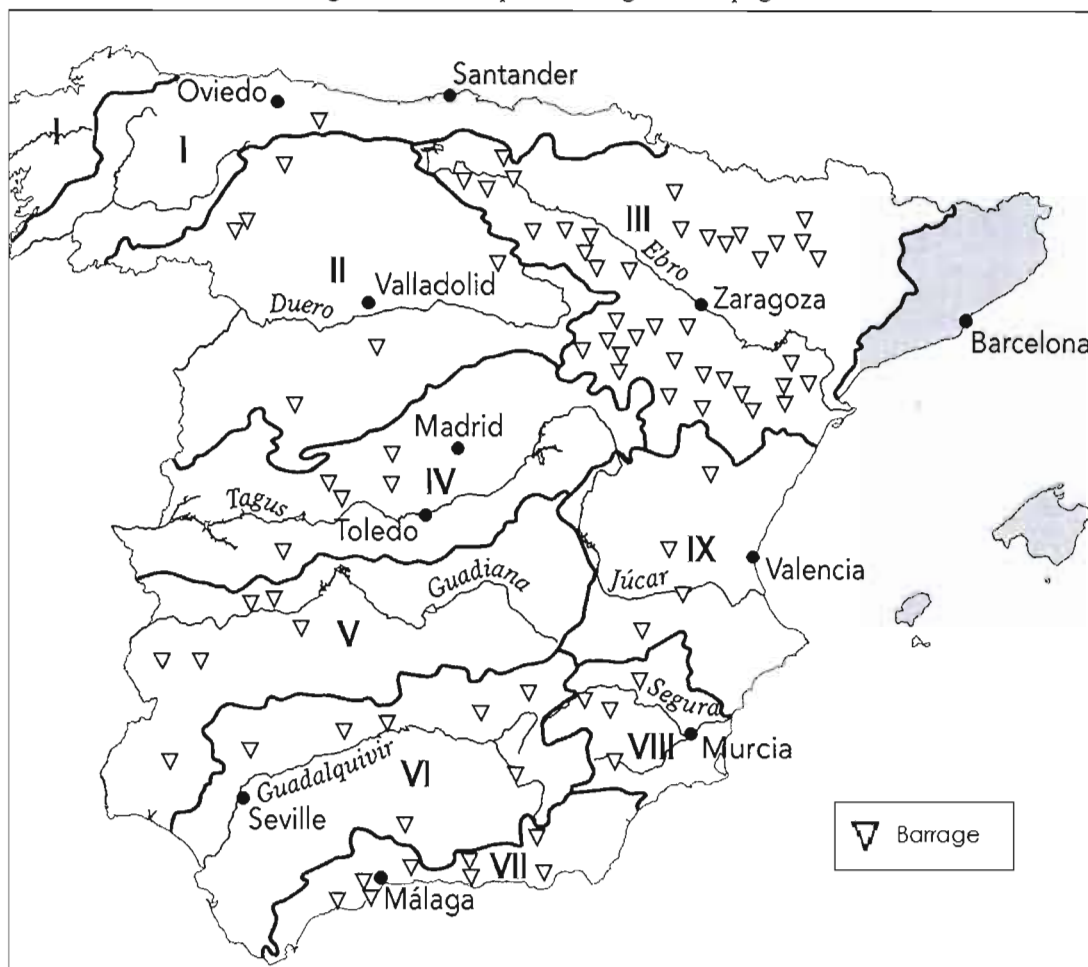 Santander
Oviedo
I
I
III
Ebro
II
Valladolid
Duero
Zaragoza
Barcelona
Madrid
IV
Tagus
Toledo
IX
Valencia
Júcar
Guadiana
V
Segura
VIII
Murcia
Guadalquivir
VI
Seville
Barrage
VII
Málaga